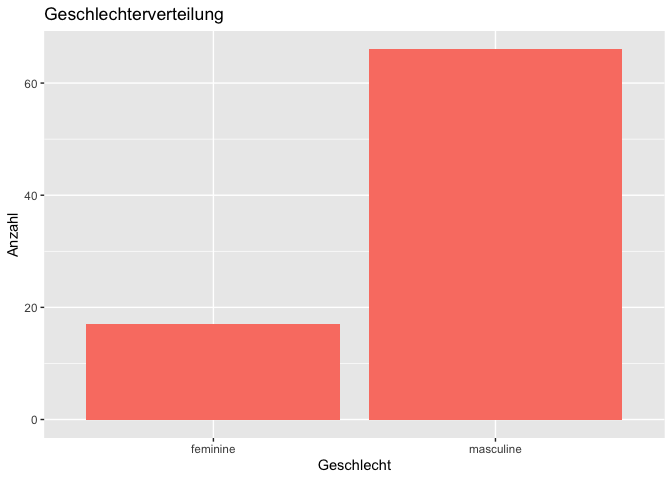 Geschlechterverteilung
Anzahl
60
40
20
0
feminine
masculine
Geschlecht